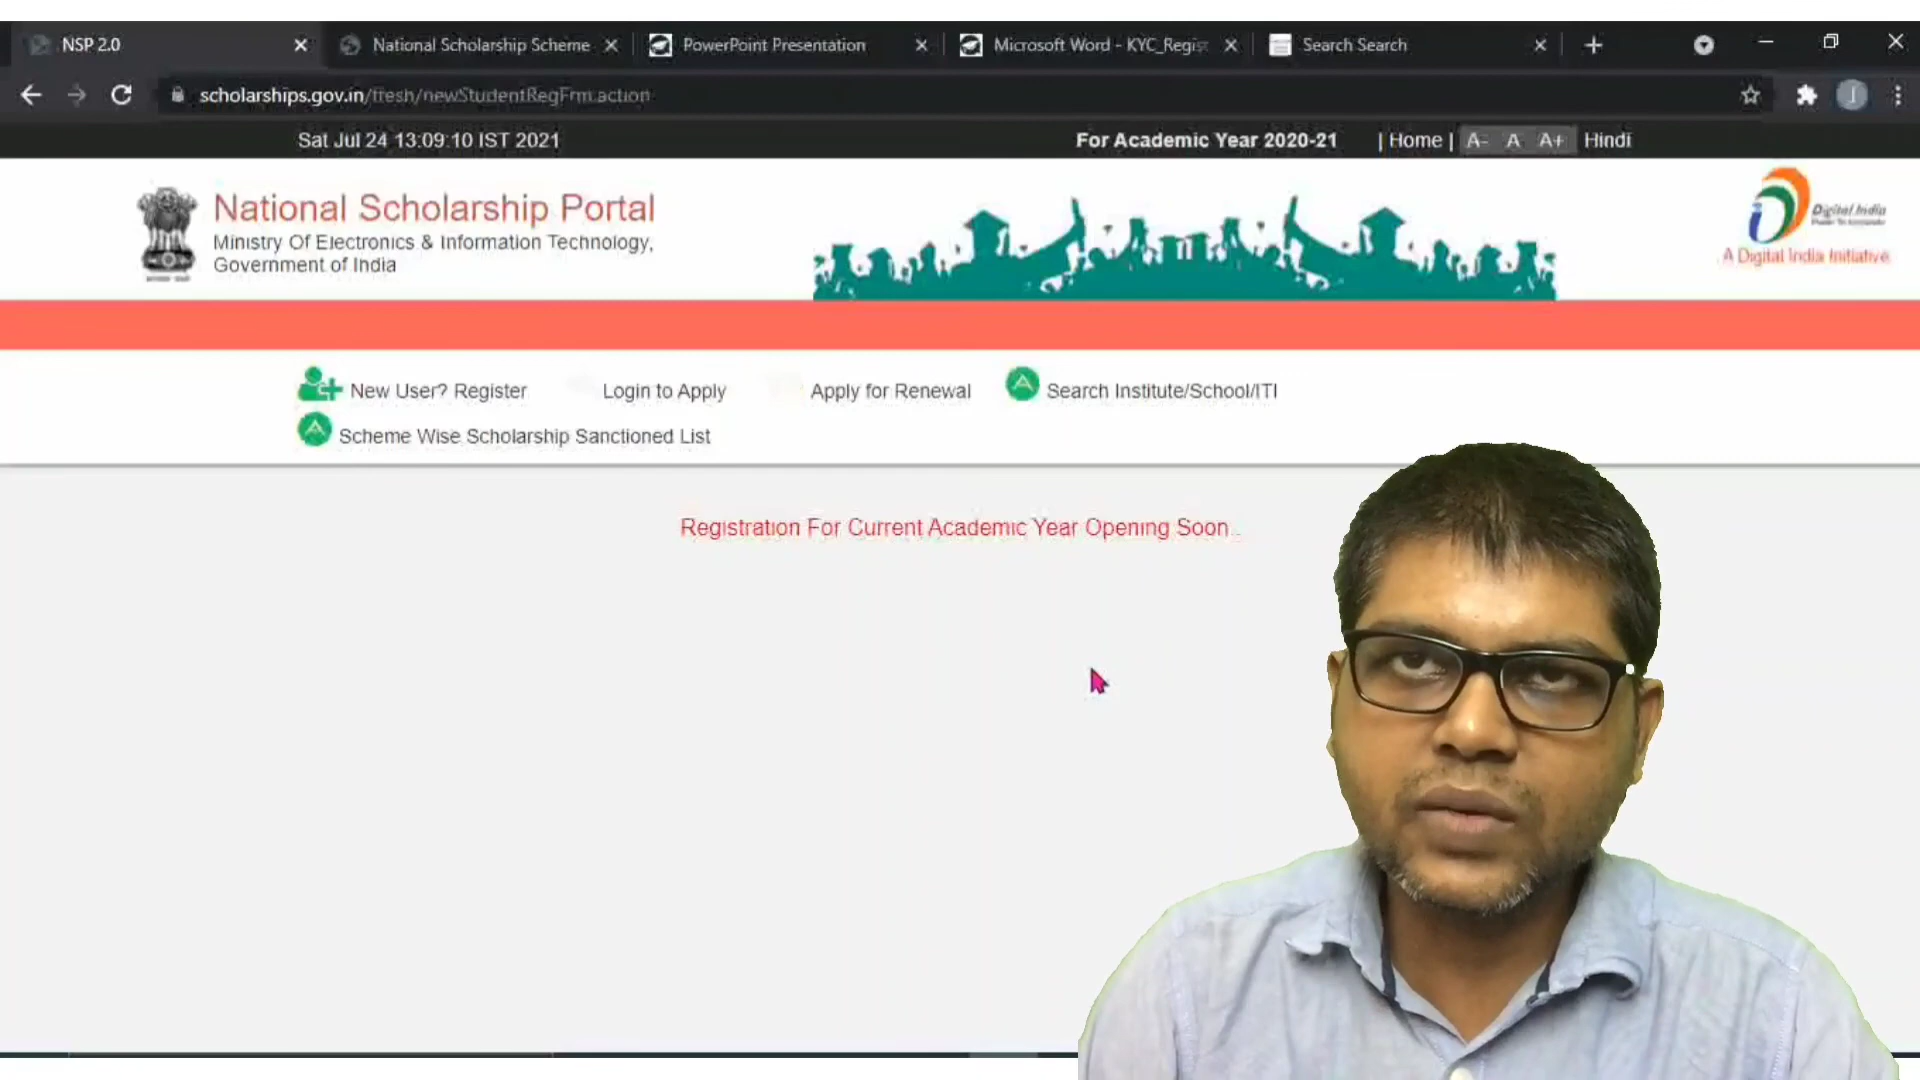 NSP 2.0
National Scholarship Scheme
PowerPoint Presentation
Microsoft Word - KYC_Regis
Search Search
scholarships.gov.in/fresh/newStudentRegFrm.action
J
Sat Jul 24 13:09:10 IST 2021
For Academic Year 2020-21 | Home | A- A A+ Hindi
National Scholarship Portal
Ministry Of Electronics & Information Technology,
Government of India
Digital India
A Digital India Initiative
New User? Register Login to Apply Apply for Renewal Search Institute/School/ITI
Scheme Wise Scholarship Sanctioned List
Registration For Current Academic Year Opening Soon..